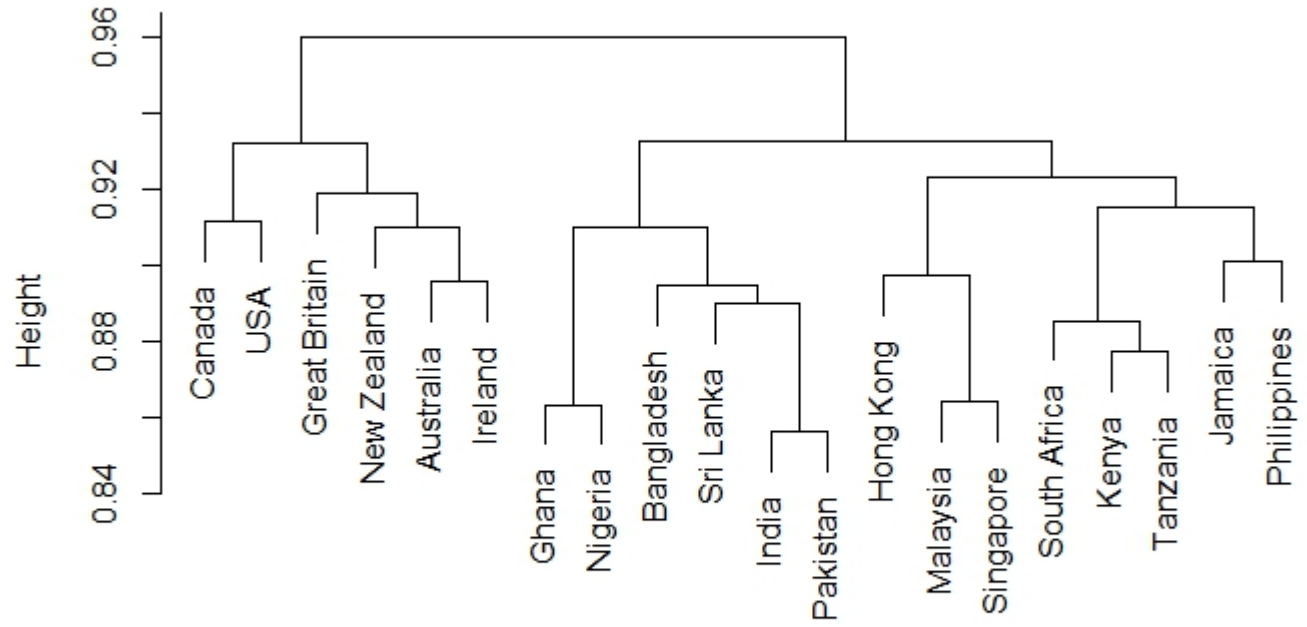 Height
0.96
0.92
0.88
0.84
Canada
USA
Great Britain
New Zealand
Australia
Ireland
Ghana
Nigeria
Bangladesh
Sri Lanka
India
Pakistan
Hong Kong
Malaysia
Singapore
South Africa
Kenya
Tanzania
Jamaica
Philippines